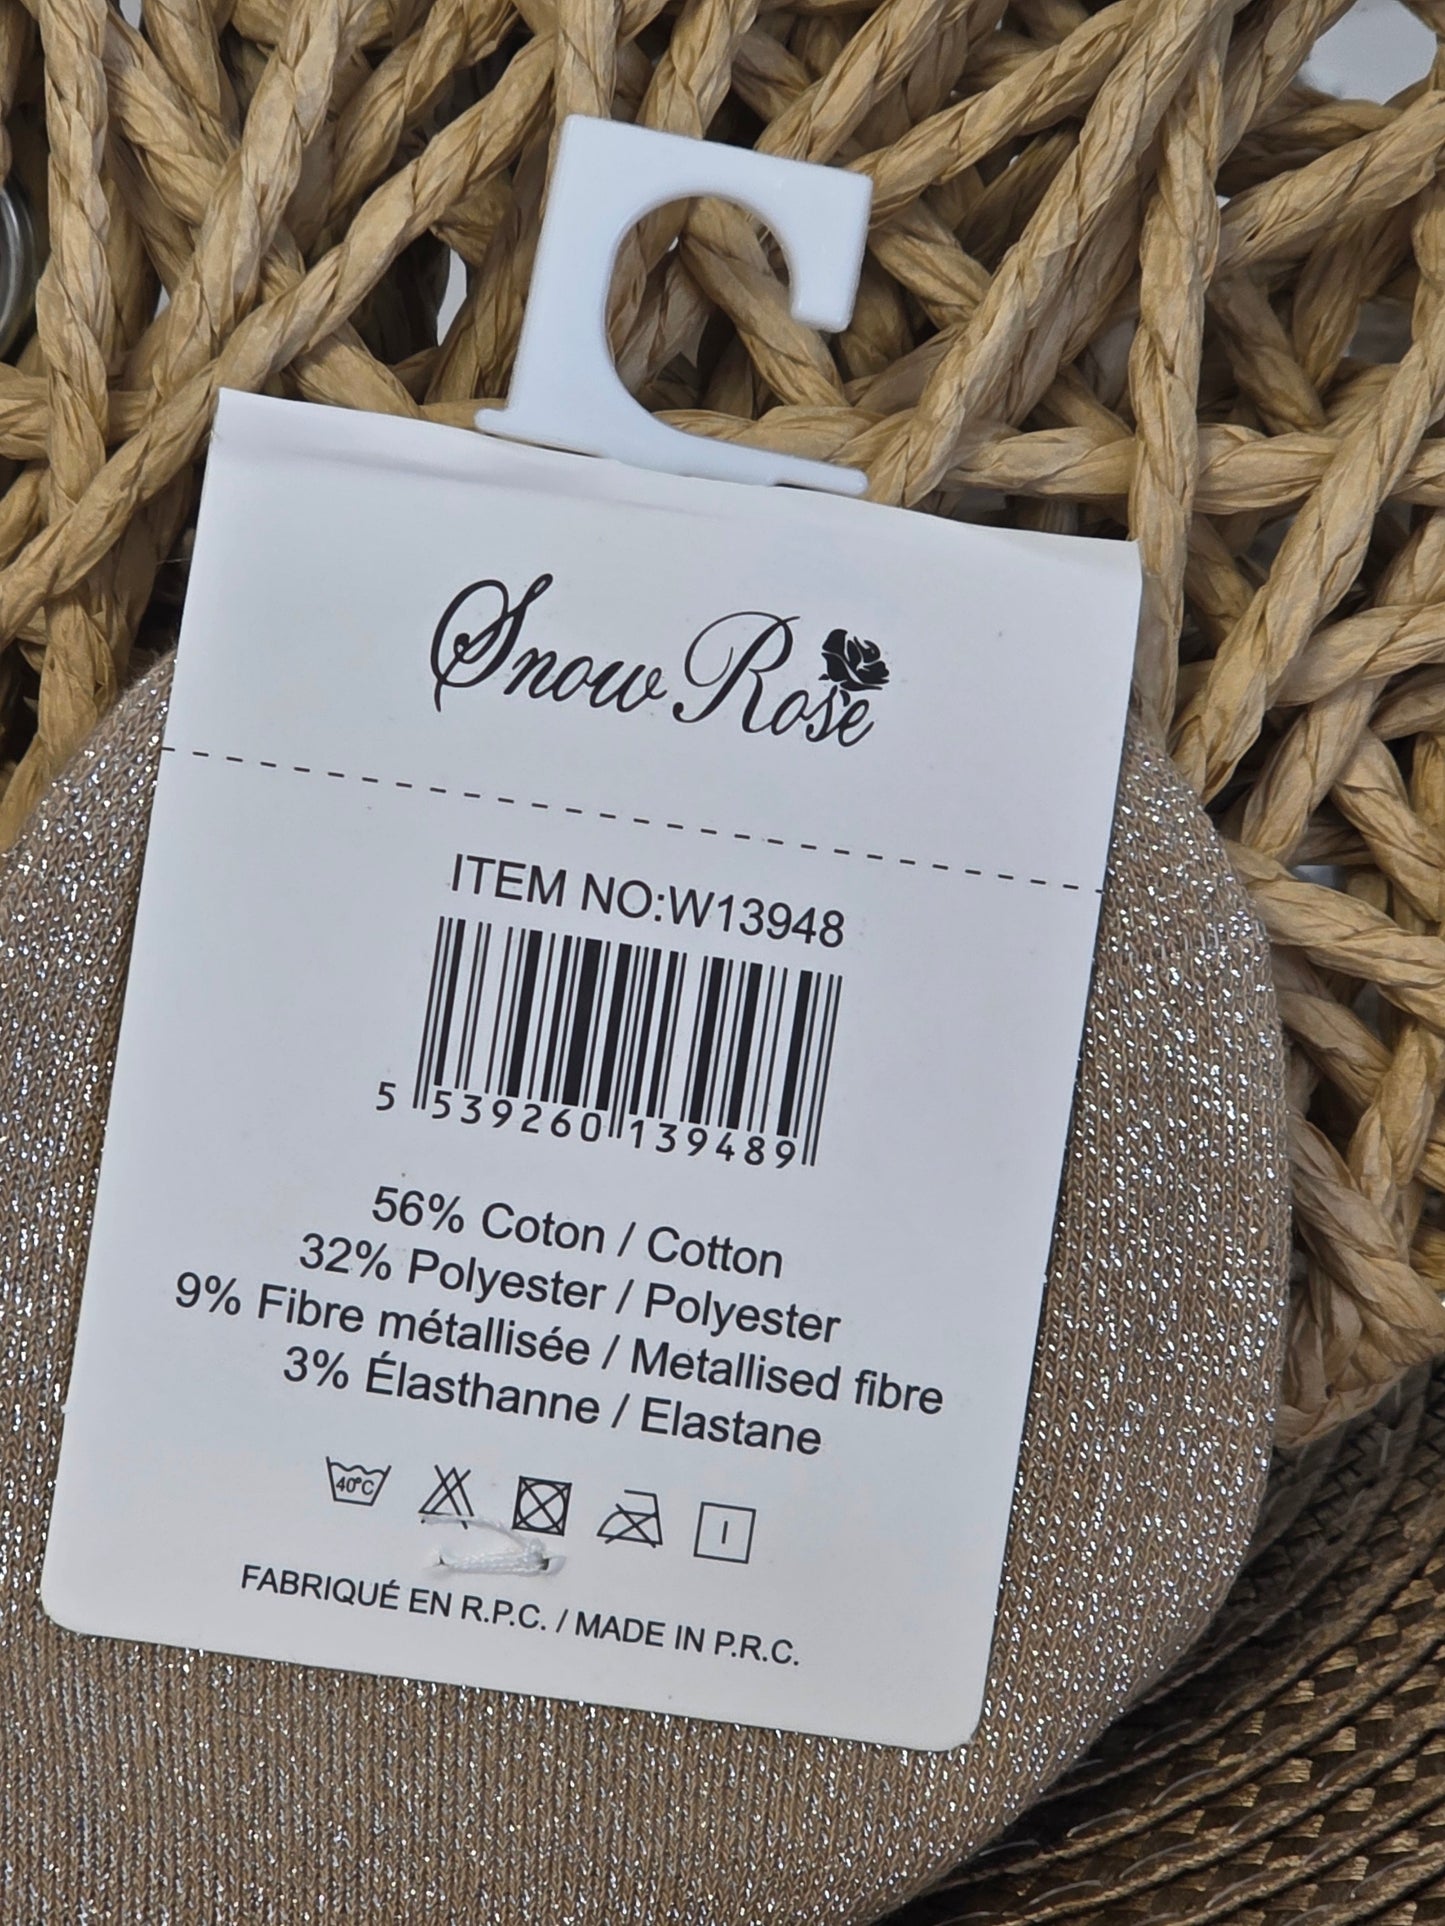 Snow Rose
ITEM NO:W13948
5 539260 139489
56% Coton / Cotton
32% Polyester / Polyester
9% Fibre métallisée / Metallised fibre
3% Élasthanne / Elastane
40°C
FABRIQUÉ EN R.P.C. / MADE IN P.R.C.